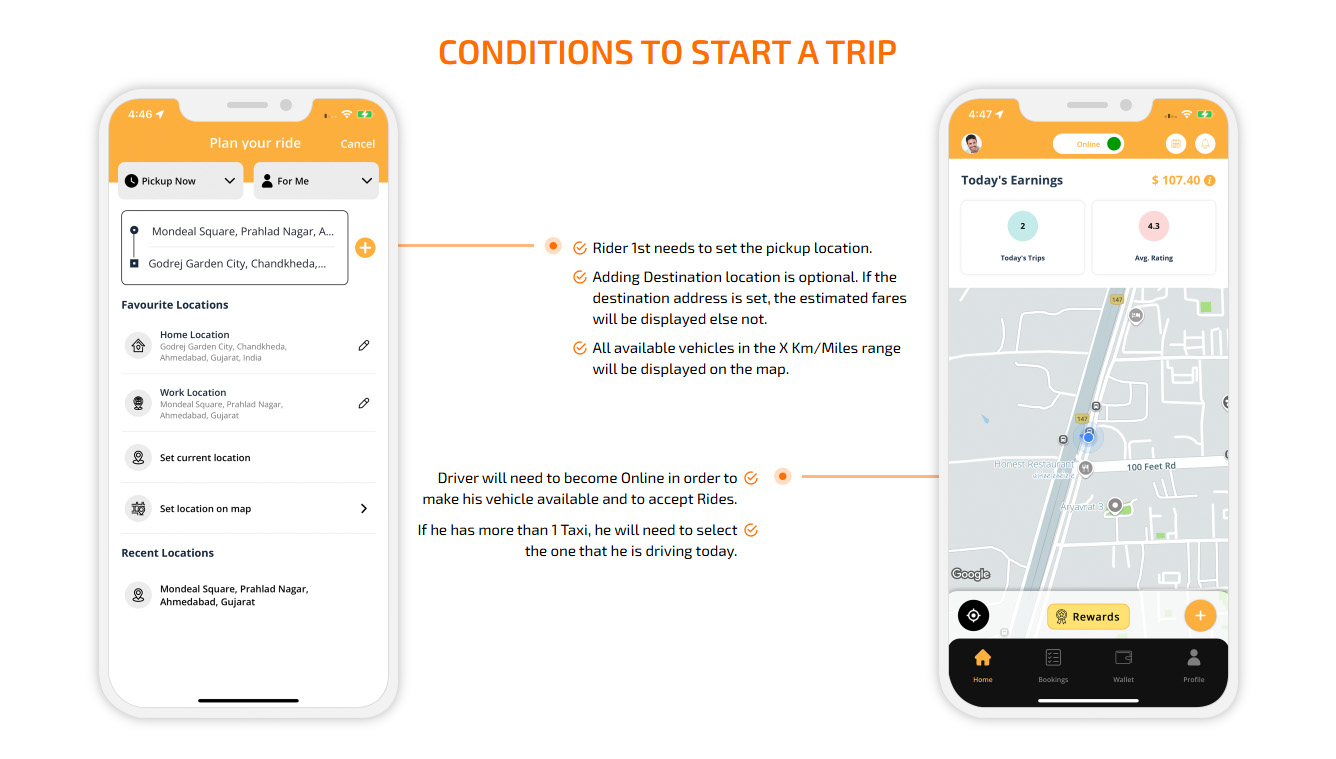 CONDITIONS TO START A TRIP
4:46
Plan your ride
Cancel
Pickup Now
For Me
Mondeal Square, Prahlad Nagar, A...
Godrej Garden City, Chandkheda,...
Favourite Locations
Home Location
Godrej Garden City, Chandkheda,
Ahmedabad, Gujarat, India
Work Location
Mondeal Square, Prahlad Nagar,
Ahmedabad, Gujarat
Set current location
Set location on map
Recent Locations
Mondeal Square, Prahlad Nagar,
Ahmedabad, Gujarat
Rider 1st needs to set the pickup location.
Adding Destination location is optional. If the
destination address is set, the estimated fares
will be displayed else not.
All available vehicles in the X Km/Miles range
will be displayed on the map.
Driver will need to become Online in order to
make his vehicle available and to accept Rides.
If he has more than 1 Taxi, he will need to select
the one that he is driving today.
4:47
Online
Today's Earnings
$ 107.40
2
Today's Trips
4.3
Avg. Rating
147
147
Honest Restaurant
100 Feet Rd
Aryavrat 3
Google
Rewards
Home
Bookings
Wallet
Profile